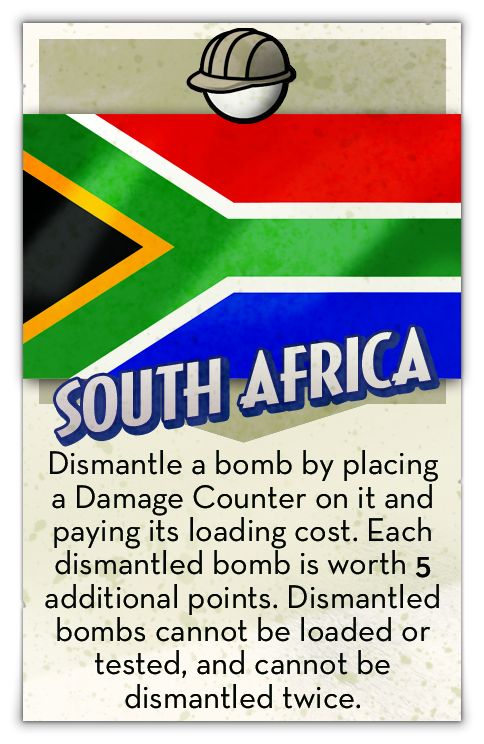 SOUTH AFRICA
Dismantle a bomb by placing
a Damage Counter on it and
paying its loading cost. Each
dismantled bomb is worth 5
additional points. Dismantled
bombs cannot be loaded or
tested, and cannot be
dismantled twice.